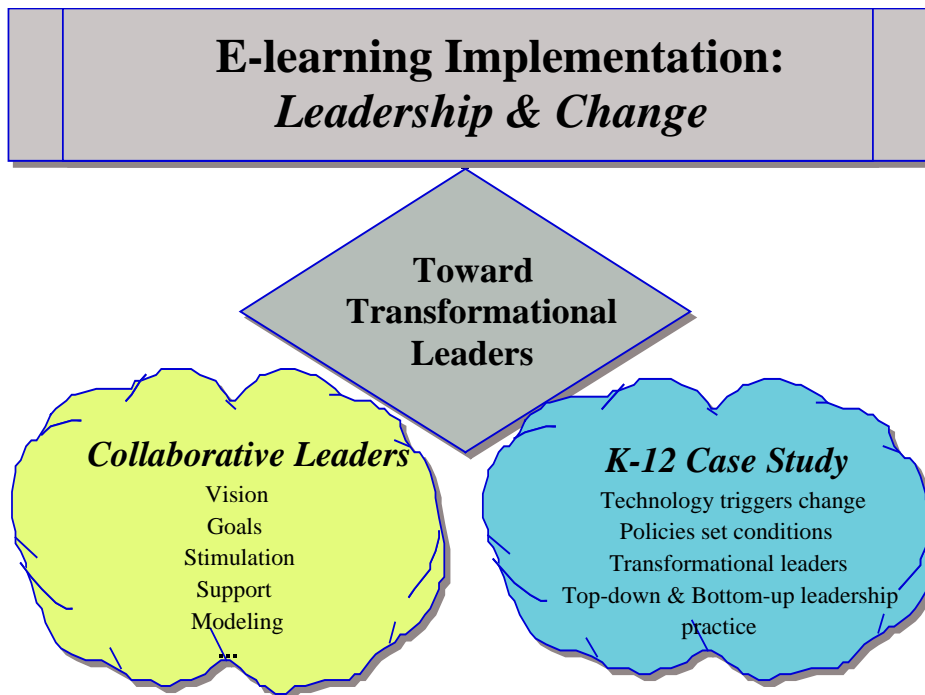 E-learning Implementation:
Leadership & Change
Toward
Transformational
Leaders
Collaborative Leaders
Vision
Goals
Stimulation
Support
Modeling
...
K-12 Case Study
Technology triggers change
Policies set conditions
Transformational leaders
Top-down & Bottom-up leadership
practice